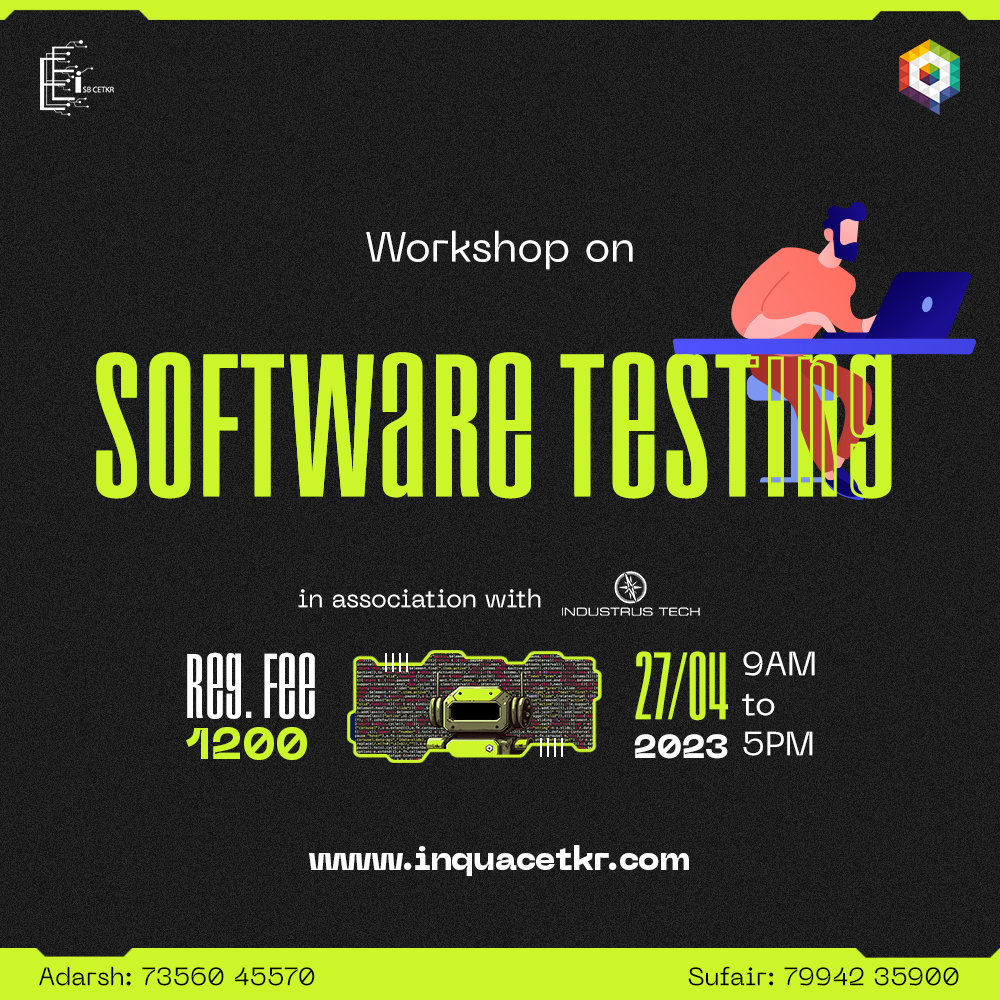 Ei SB CETKR
Workshop on
SOFTWare TesTing
in association with
INDUSTRUS TECH
Reg. Fee
1200
27/04
2023
9AM
to
5PM
www.inquacetkr.com
Adarsh: 73560 45570
Sufair: 79942 35900